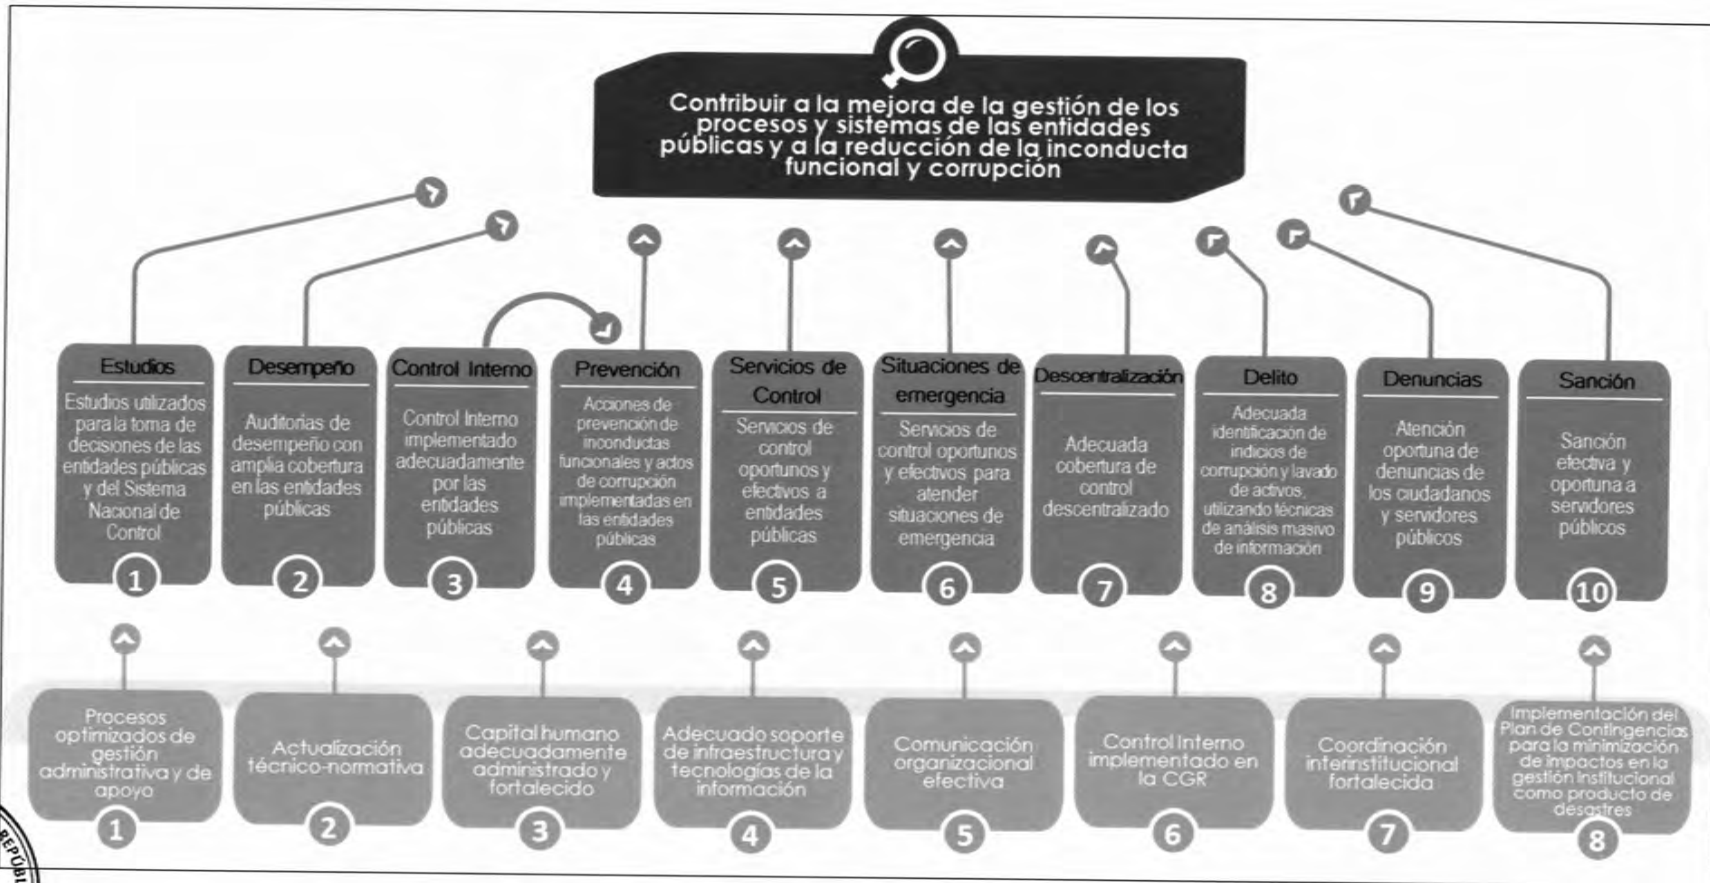 Contribuir a la mejora de la gestión de los
procesos y sistemas de las entidades
públicas y a la reducción de la inconducta
funcional y corrupción
Estudios
Estudios utilizados
para la toma de
decisiones de las
entidades públicas
y del Sistema
Nacional de
Control
1
Desempeño
Auditorias de
desempeño con
amplia cobertura
en las entidades
públicas
2
Control Interno
Control Interno
implementado
adecuadamente
por las
entidades
públicas
3
Prevención
Acciones de
prevención de
inconductas
funcionales y actos
de corrupción
implementadas en
las entidades
públicas
4
Servicios de
Control
Servicios de
control
oportunos y
efectivos a
entidades
públicas
5
Situaciones de
emergencia
Servicios de
control oportunos
y efectivos para
atender
situaciones de
emergencia
6
Descentralización
Adecuada
cobertura de
control
descentralizado
7
Delito
Adecuada
identificación de
indicios de
corrupción y lavado
de activos,
utilizando técnicas
de análisis masivo
de información
8
Denuncias
Atención
oportuna de
denuncias de
los ciudadanos
y servidores
públicos
9
Sanción
Sanción
efectiva y
oportuna a
servidores
públicos
10
Procesos
optimizados de
gestión
administrativa y de
apoyo
1
Actualización
técnico-normativa
2
Capital humano
adecuadamente
administrado y
fortalecido
3
Adecuado soporte
de infraestructura y
tecnologías de la
información
4
Comunicación
organizacional
efectiva
5
Control Interno
implementado en
la CGR
6
Coordinación
interinstitucional
fortalecida
7
Implementación del
Plan de Contingencias
para la minimización
de impactos en la
gestión institucional
como producto de
desastres
8